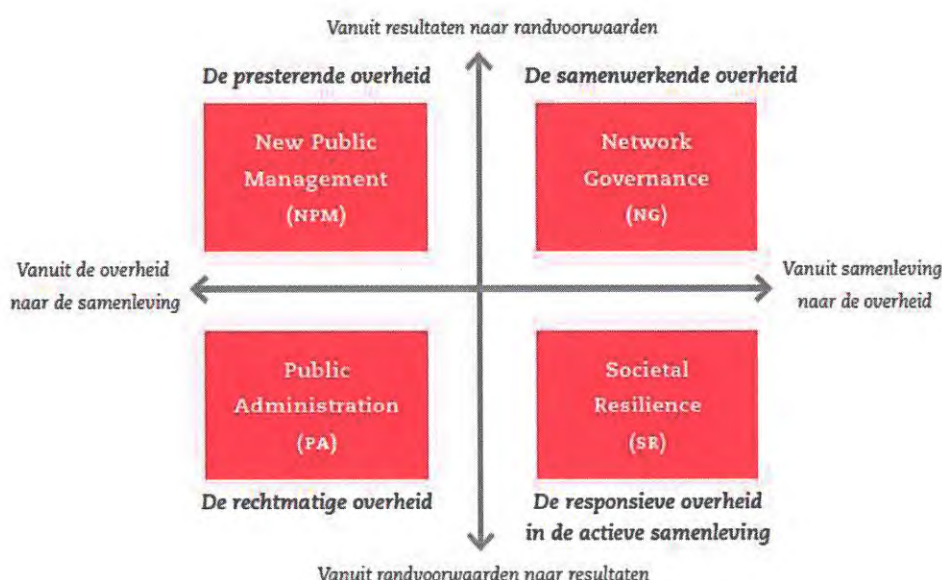 Vanuit resultaten naar randvoorwaarden
De presterende overheid
De samenwerkende overheid
New Public
Management
(NPM)
Network
Governance
(NG)
Vanuit de overheid
naar de samenleving
Vanuit samenleving
naar de overheid
Public
Administration
(PA)
Societal
Resilience
(SR)
De rechtmatige overheid
De responsieve overheid
in de actieve samenleving
Vanuit randvoorwaarden naar resultaten